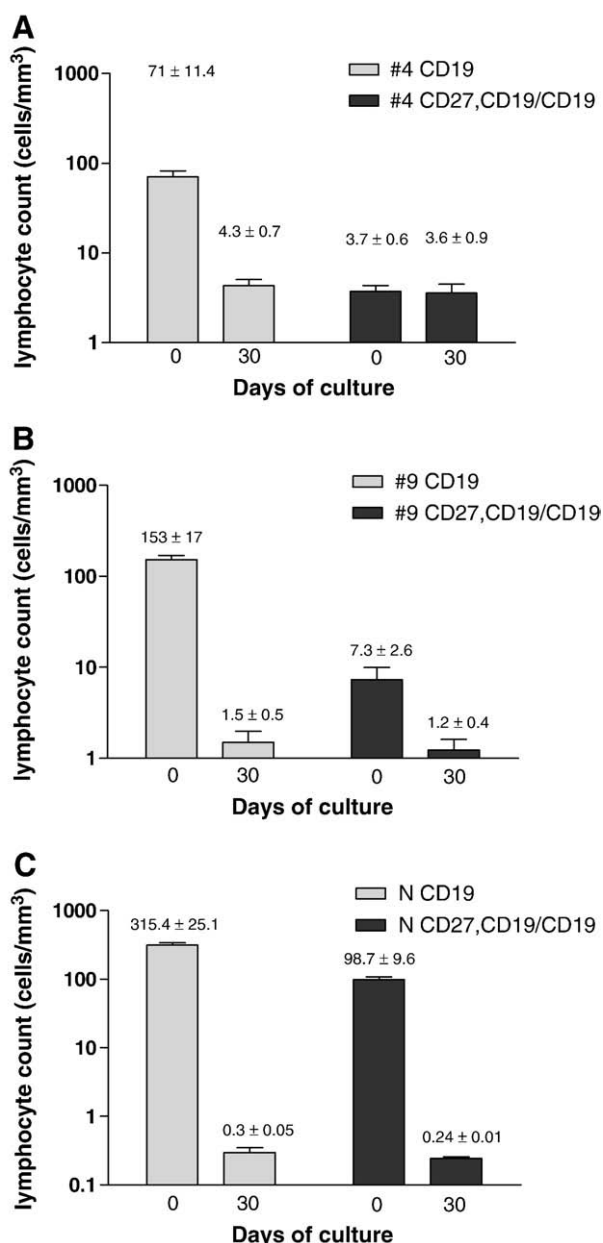 A
lymphocyte count (cells/mm³)
1000
100
10
1
71 ± 11.4
4.3 ± 0.7
3.7 ± 0.6
3.6 ± 0.9
#4 CD19
#4 CD27,CD19/CD19
0 30 0 30
Days of culture
B
lymphocyte count (cells/mm³)
1000
100
10
1
153 ± 17
1.5 ± 0.5
7.3 ± 2.6
1.2 ± 0.4
#9 CD19
#9 CD27,CD19/CD19
0 30 0 30
Days of culture
C
lymphocyte count (cells/mm³)
1000
100
10
1
0.1
315.4 ± 25.1
0.3 ± 0.05
98.7 ± 9.6
0.24 ± 0.01
N CD19
N CD27,CD19/CD19
0 30 0 30
Days of culture